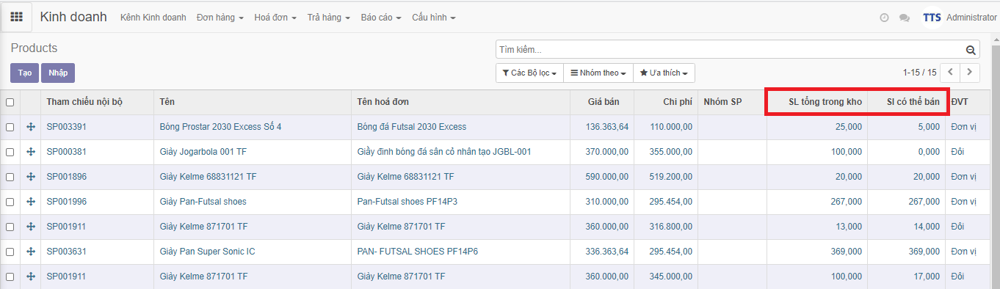 Kinh doanh Kênh Kinh doanh Đơn hàng Hoá đơn Trả hàng Báo cáo Cấu hình TTS Administrator
Products Tìm kiếm...
Tạo Nhập Các Bộ lọc Nhóm theo Ưa thích 1-15 / 15
Tham chiếu nội bộ Tên Tên hoá đơn Giá bán Chi phí Nhóm SP SL tổng trong kho Sl có thể bán ĐVT
SP003391 Bóng Prostar 2030 Excess Số 4 Bóng đá Futsal 2030 Excess 136.363,64 110.000,00 25,000 5,000 Đơn vị
SP000381 Giày Jogarbola 001 TF Giầy đinh bóng đá sân cỏ nhân tạo JGBL-001 370.000,00 355.000,00 100,000 0,000 Đôi
SP001896 Giày Kelme 68831121 TF Giày Kelme 68831121 TF 590.000,00 519.200,00 20,000 20,000 Đơn vị
SP001996 Giày Pan-Futsal shoes Pan-Futsal shoes PF14P3 310.000,00 295.454,00 267,000 267,000 Đơn vị
SP001911 Giày Kelme 871701 TF Giày Kelme 871701 TF 360.000,00 316.800,00 13,000 14,000 Đôi
SP003631 Giày Pan Super Sonic IC PAN- FUTSAL SHOES PF14P6 336.363,64 295.454,00 369,000 369,000 Đơn vị
SP001911 Giày Kelme 871701 TF Giày Kelme 871701 TF 360.000,00 345.000,00 100,000 17,000 Đôi